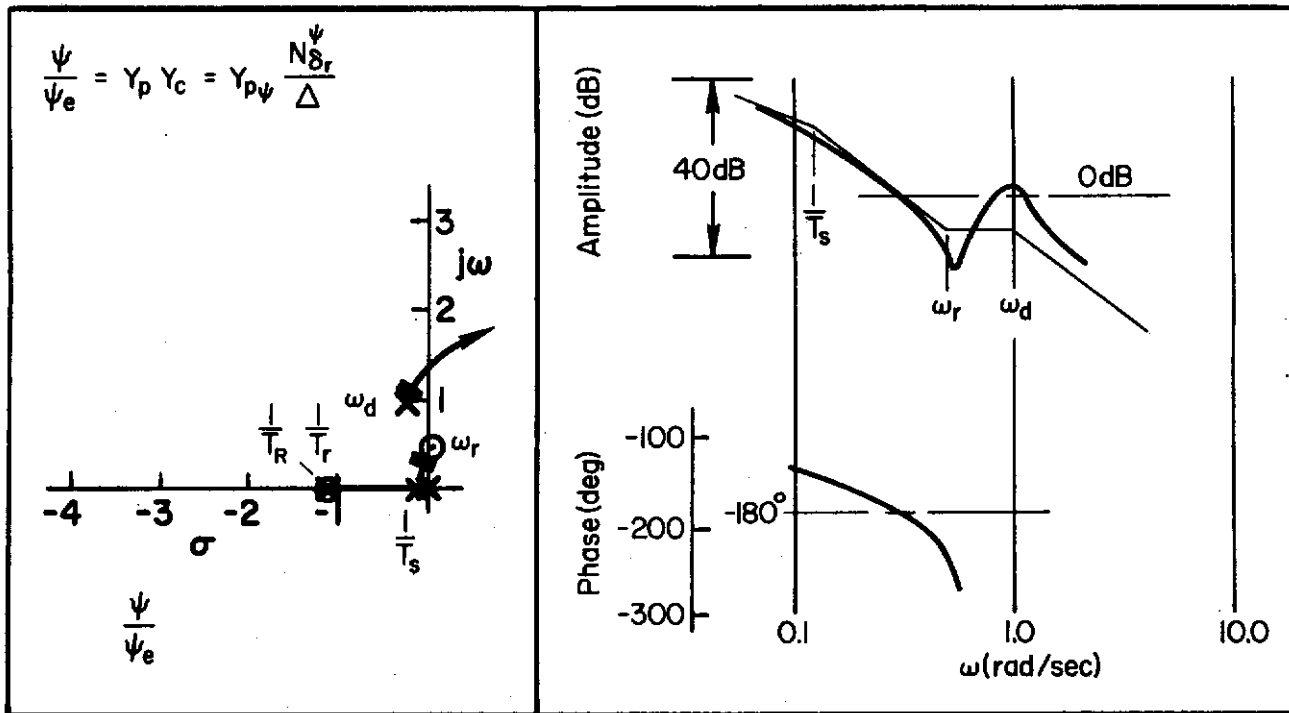 ψ/ψe = Yp Yc = Ypψ N^ψ_δr / Δ
3
jω
2
ωd
1
1/TR 1/Tr
ωr
-4 -3 -2 -1
σ
1/Ts
ψ/ψe
Amplitude (dB)
40dB
0dB
1/Ts
ωr ωd
Phase (deg)
-100
-180°
-200
-300
0.1 1.0 10.0
ω(rad/sec)